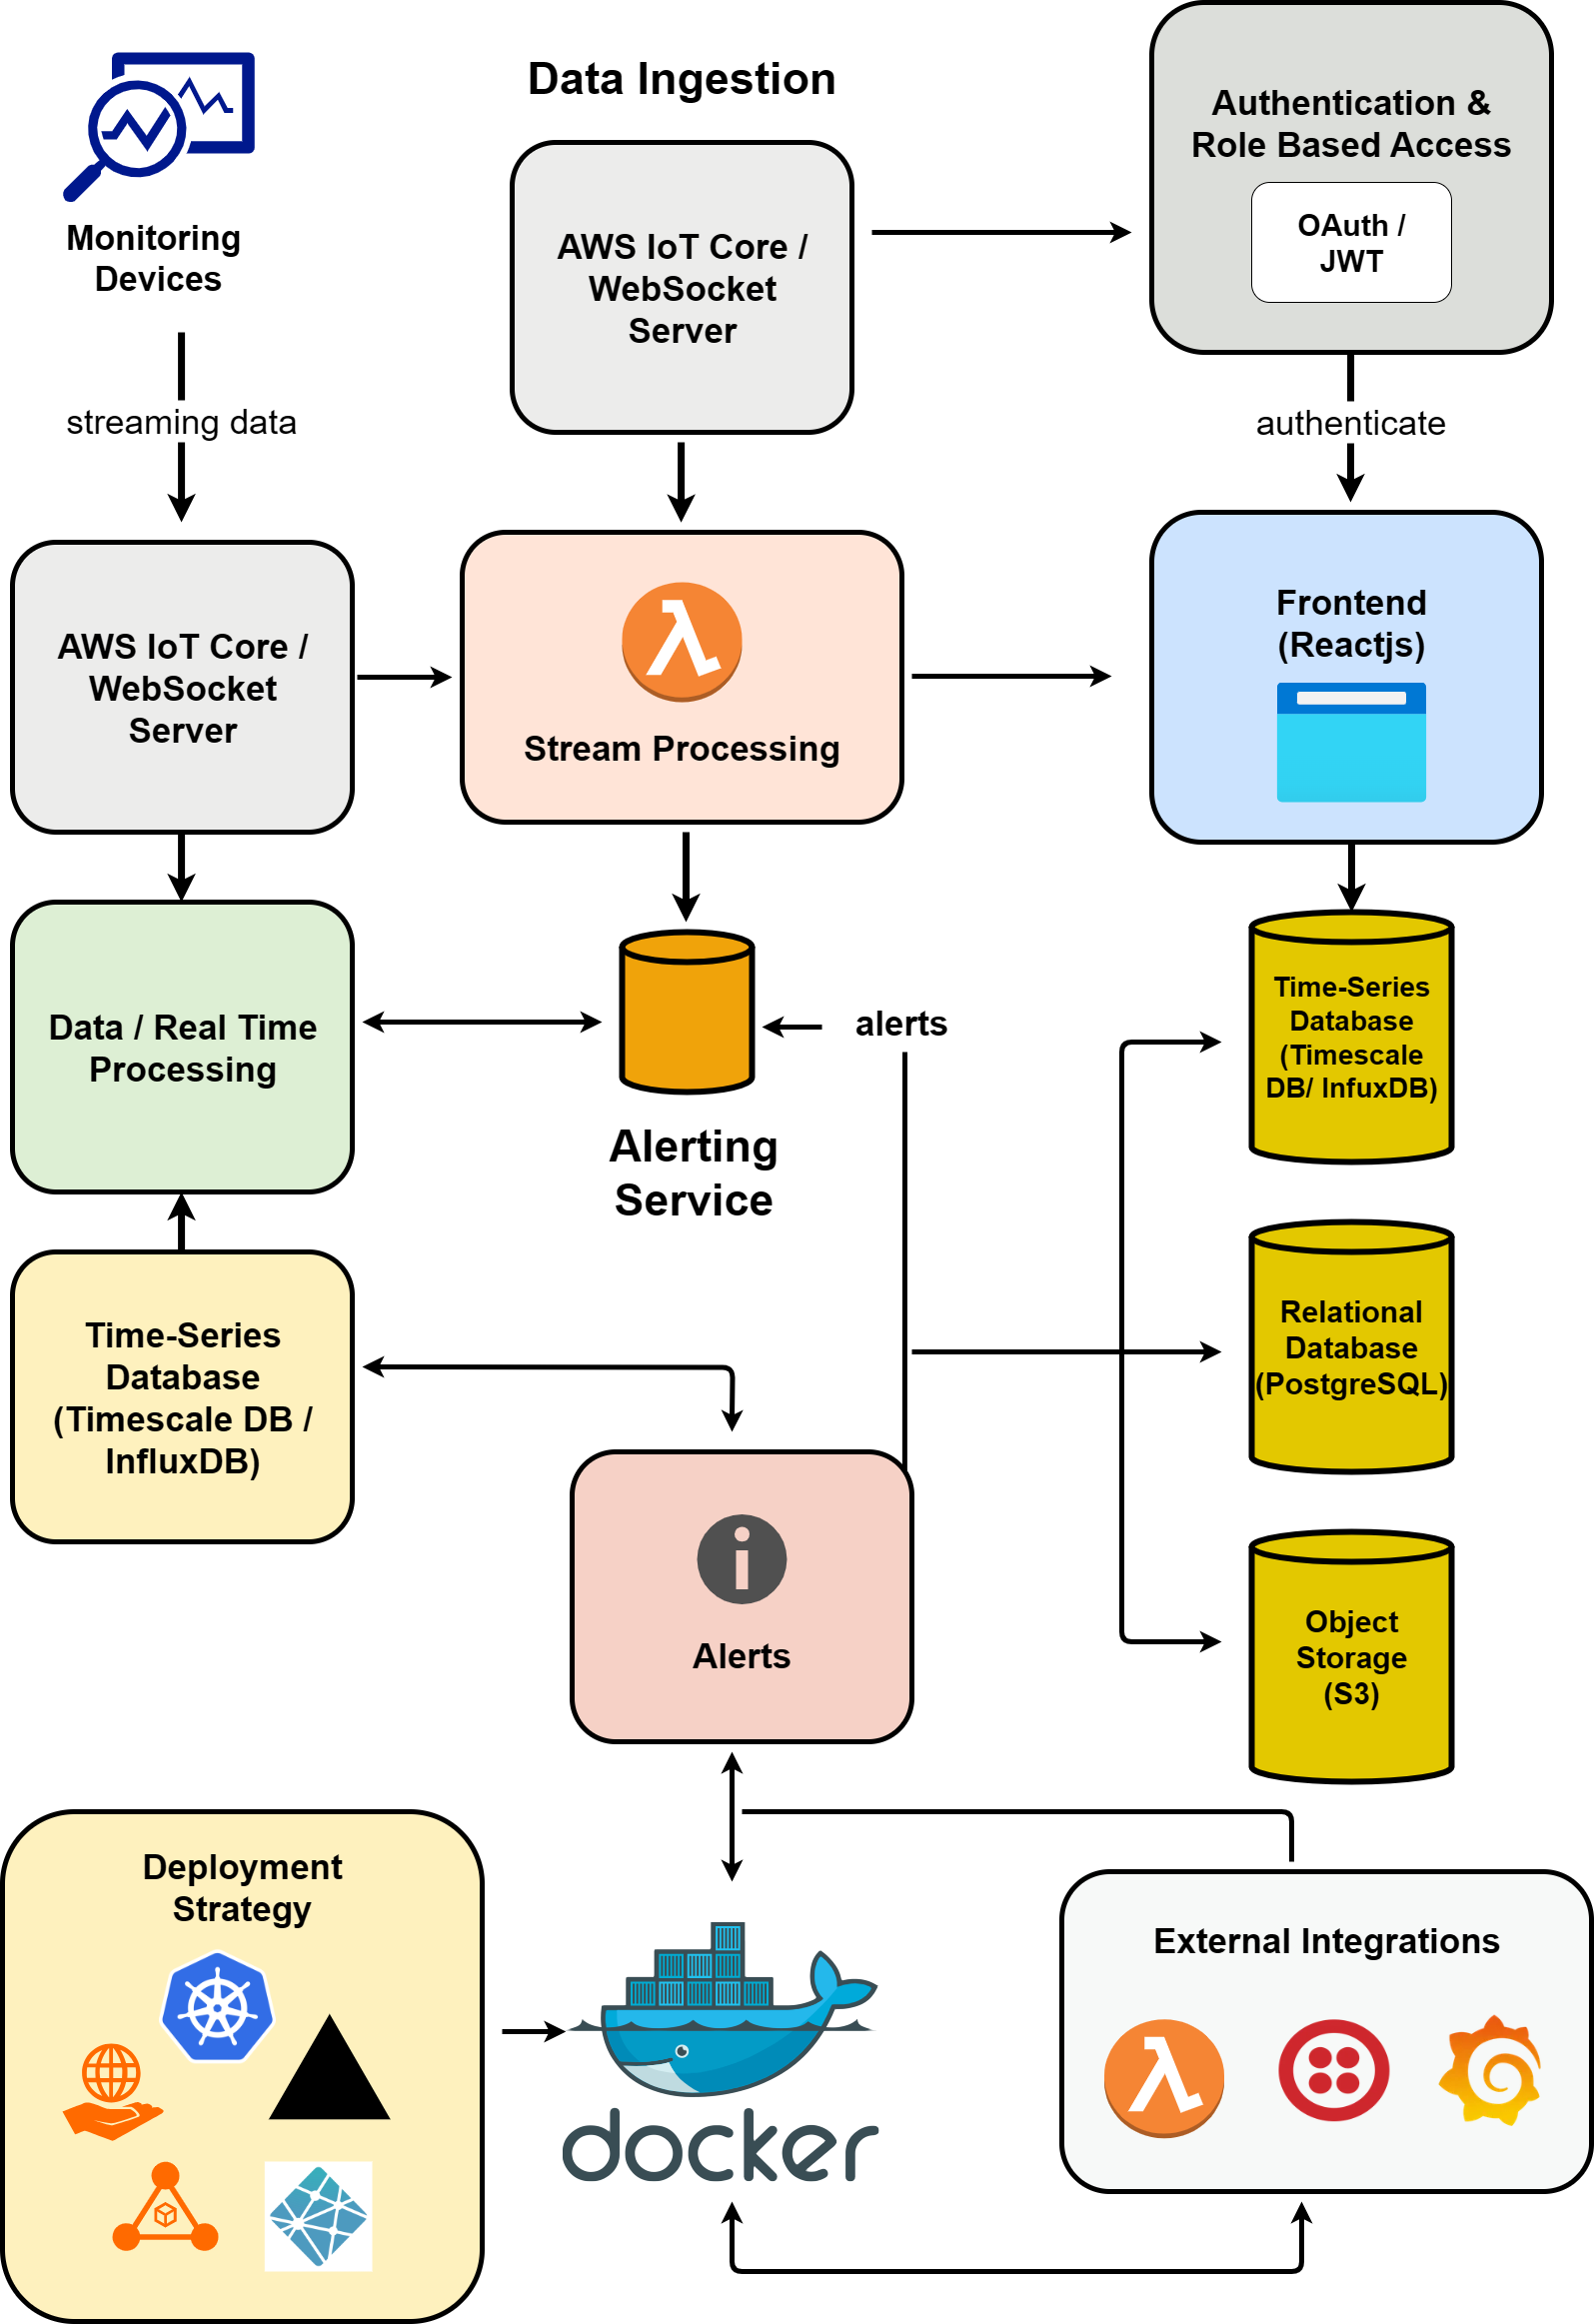 Data Ingestion
Monitoring
Devices
AWS IoT Core /
WebSocket
Server
Authentication &
Role Based Access
OAuth /
JWT
streaming data
authenticate
AWS IoT Core /
WebSocket
Server
Stream Processing
Frontend
(Reactjs)
Data / Real Time
Processing
alerts
Alerting
Service
Time-Series
Database
(Timescale
DB/ InfuxDB)
Time-Series
Database
(Timescale DB /
InfluxDB)
Relational
Database
(PostgreSQL)
Alerts
Object
Storage
(S3)
Deployment
Strategy
docker
External Integrations